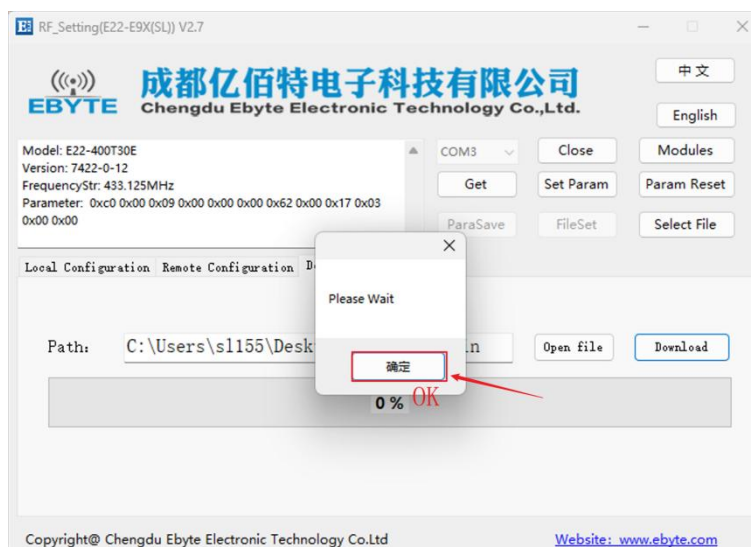 RF_Setting(E22-E9X(SL)) V2.7
EBYTE
成都亿佰特电子科技有限公司
Chengdu Ebyte Electronic Technology Co.,Ltd.
中文
English
Model: E22-400T30E
Version: 7422-0-12
FrequencyStr: 433.125MHz
Parameter: 0xc0 0x00 0x09 0x00 0x00 0x00 0x62 0x00 0x17 0x03
0x00 0x00
COM3
Close
Modules
Get
Set Param
Param Reset
ParaSave
FileSet
Select File
Local Configuration
Remote Configuration
Please Wait
确定
OK
Path:
C:\Users\sl155\Desk
Open file
Download
0 %
Copyright@ Chengdu Ebyte Electronic Technology Co.Ltd
Website: www.ebyte.com